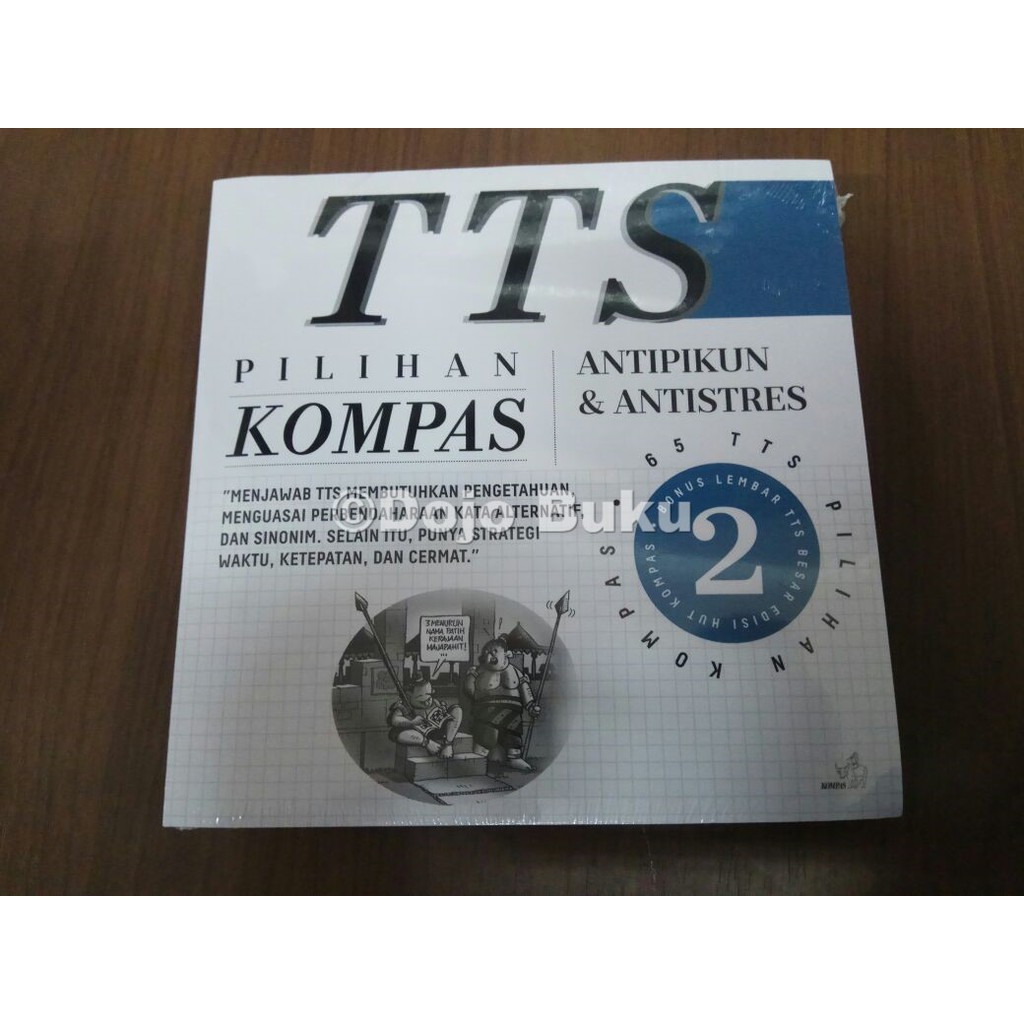 TTS
PILIHAN
KOMPAS
ANTIPIKUN
& ANTISTRES
"MENJAWAB TTS MEMBUTUHKAN PENGETAHUAN,
MENGUASAI PERBENDAHARAAN KATA ALTERNATIF,
DAN SINONIM. SELAIN ITU, PUNYA STRATEGI
WAKTU, KETEPATAN, DAN CERMAT."
©Dojo Buku
65 TTS PILIHAN KOMPAS •
BONUS LEMBAR TTS BESAR EDISI HUT KOMPAS
2
3 MENURUN
NAMA PATIH
KERAJAAN
MAJAPAHIT!
...
!
KOMPAS